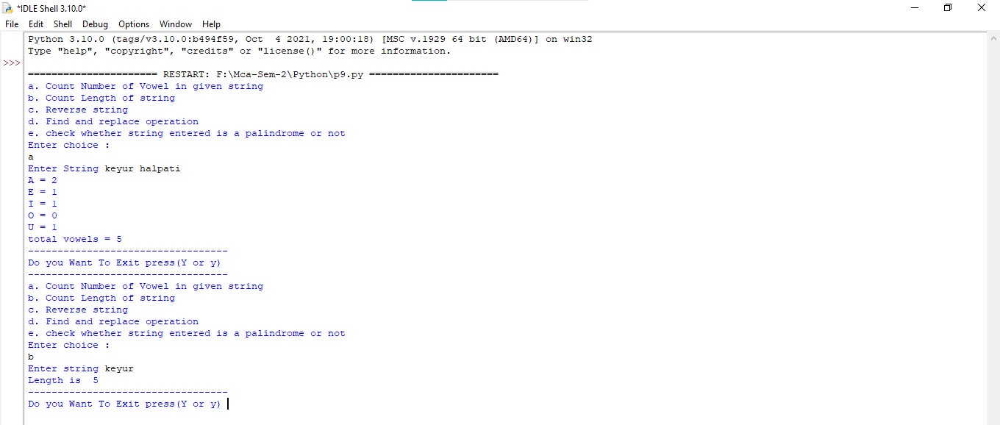 *IDLE Shell 3.10.0*
File Edit Shell Debug Options Window Help
Python 3.10.0 (tags/v3.10.0:b494f59, Oct  4 2021, 19:00:18) [MSC v.1929 64 bit (AMD64)] on win32
Type "help", "copyright", "credits" or "license()" for more information.
>>>
====================== RESTART: F:\Mca-Sem-2\Python\p9.py ======================
a. Count Number of Vowel in given string
b. Count Length of string
c. Reverse string
d. Find and replace operation
e. check whether string entered is a palindrome or not
Enter choice :
a
Enter String keyur halpati
A = 2
E = 1
I = 1
O = 0
U = 1
total vowels = 5
----------------------------------
Do you Want To Exit press(Y or y)
----------------------------------
a. Count Number of Vowel in given string
b. Count Length of string
c. Reverse string
d. Find and replace operation
e. check whether string entered is a palindrome or not
Enter choice :
b
Enter string keyur
Length is  5
----------------------------------
Do you Want To Exit press(Y or y)